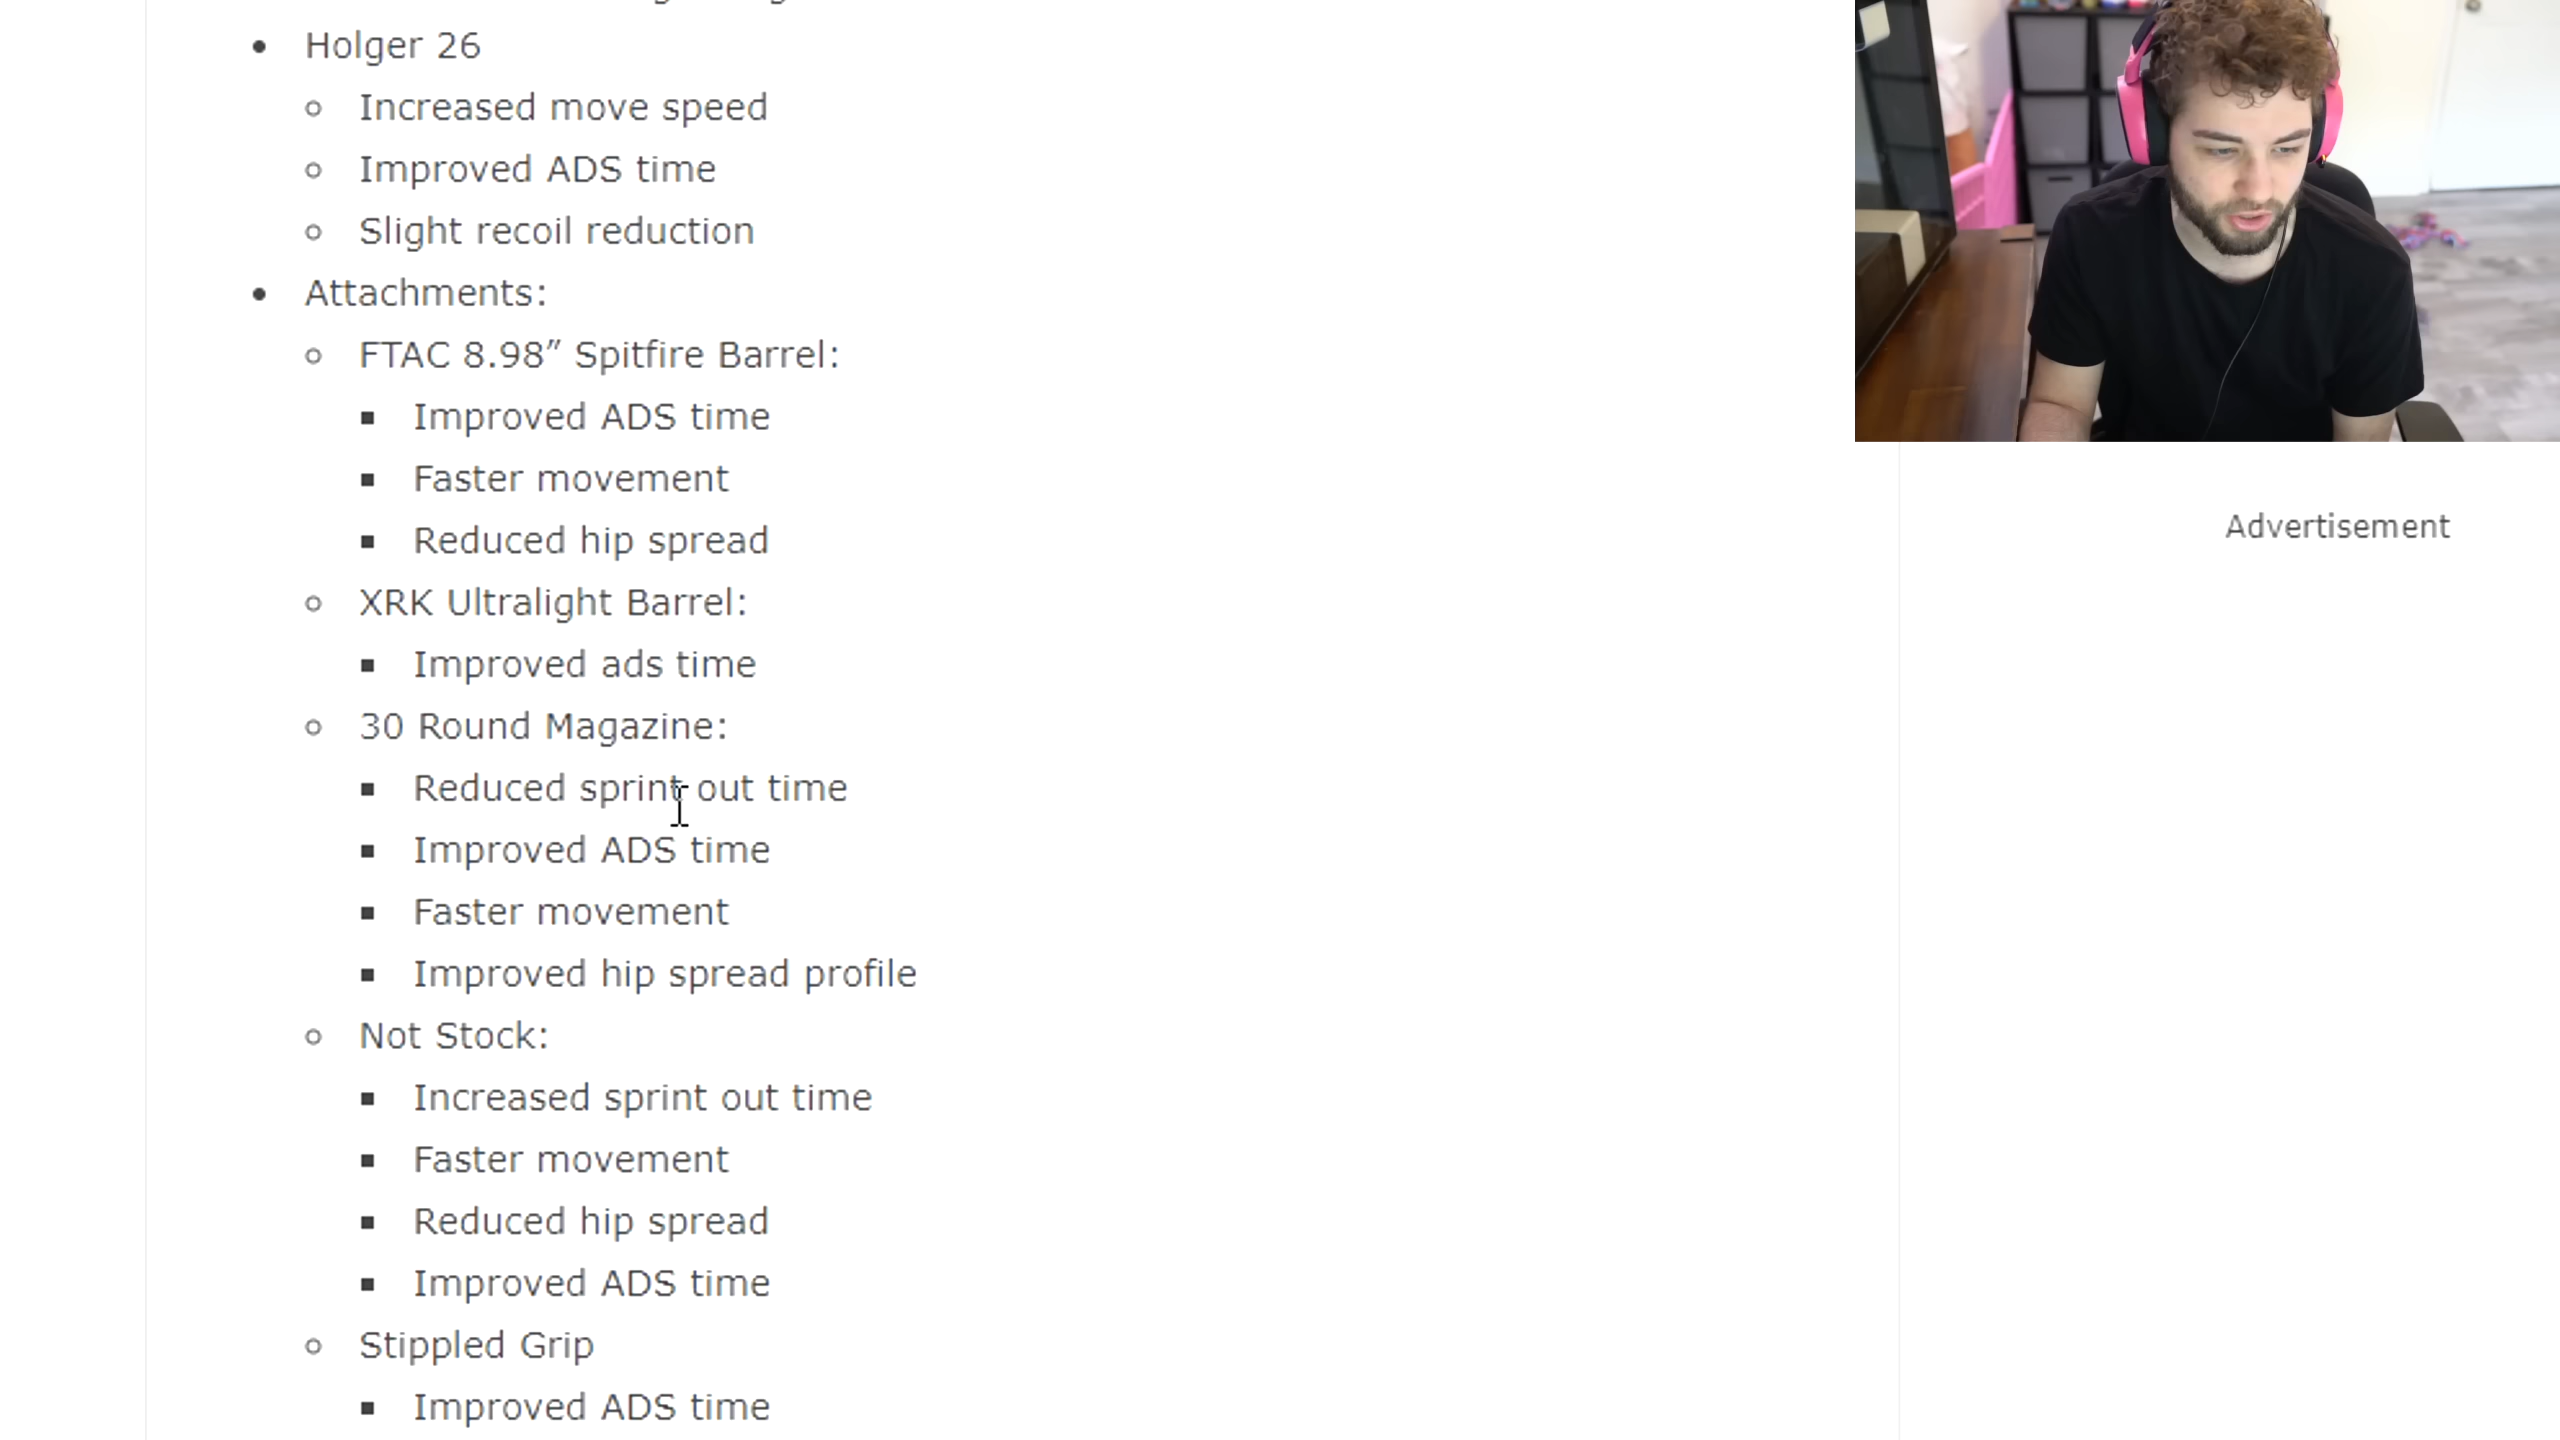 Holger 26
Increased move speed
Improved ADS time
Slight recoil reduction
Attachments:
FTAC 8.98″ Spitfire Barrel:
Improved ADS time
Faster movement
Reduced hip spread
XRK Ultralight Barrel:
Improved ads time
30 Round Magazine:
Reduced sprint out time
Improved ADS time
Faster movement
Improved hip spread profile
Not Stock:
Increased sprint out time
Faster movement
Reduced hip spread
Improved ADS time
Stippled Grip
Improved ADS time
Advertisement